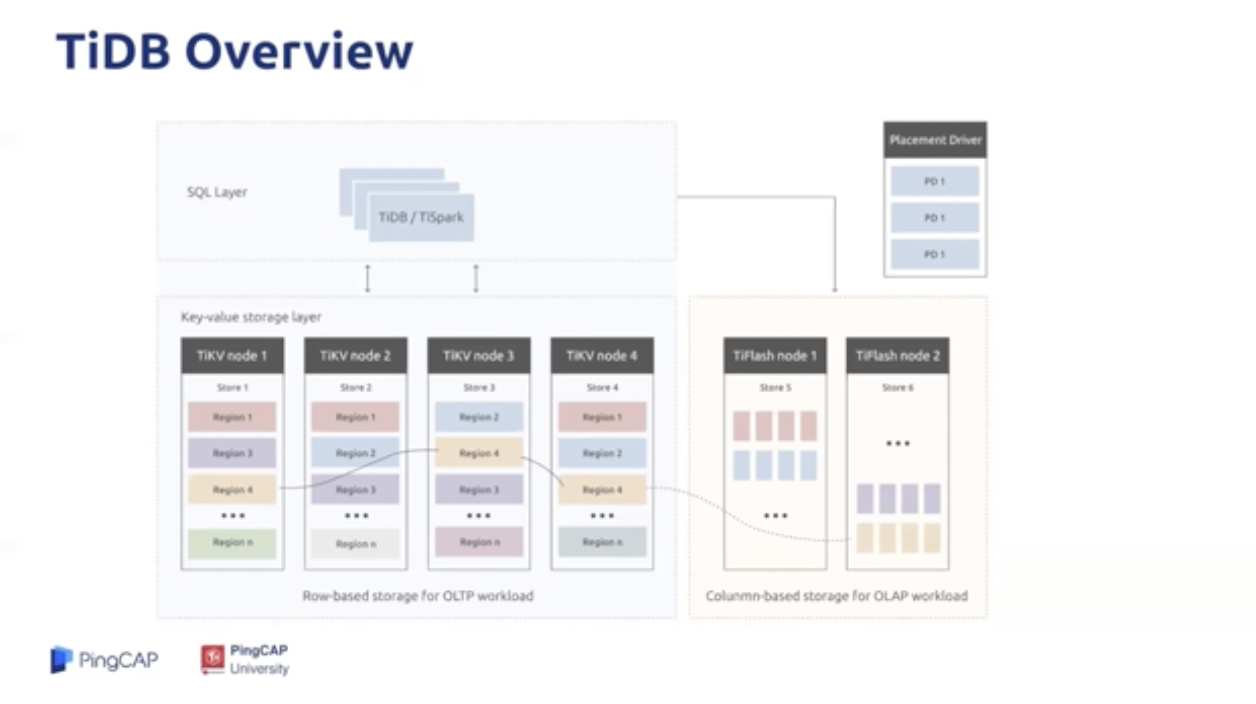 TiDB Overview
SQL Layer
TiDB / TiSpark
Placement Driver
PD 1
PD 1
PD 1
Key-value storage layer
TiKV node 1
Store 1
Region 1
Region 3
Region 4
•••
Region n
TiKV node 2
Store 2
Region 1
Region 2
Region 3
•••
Region n
TiKV node 3
Store 3
Region 2
Region 4
Region 3
•••
Region n
TiKV node 4
Store 4
Region 1
Region 2
Region 4
•••
Region n
Row-based storage for OLTP workload
TiFlash node 1
Store 5
•••
TiFlash node 2
Store 6
•••
Colunmn-based storage for OLAP workload
PingCAP
PingCAP
University